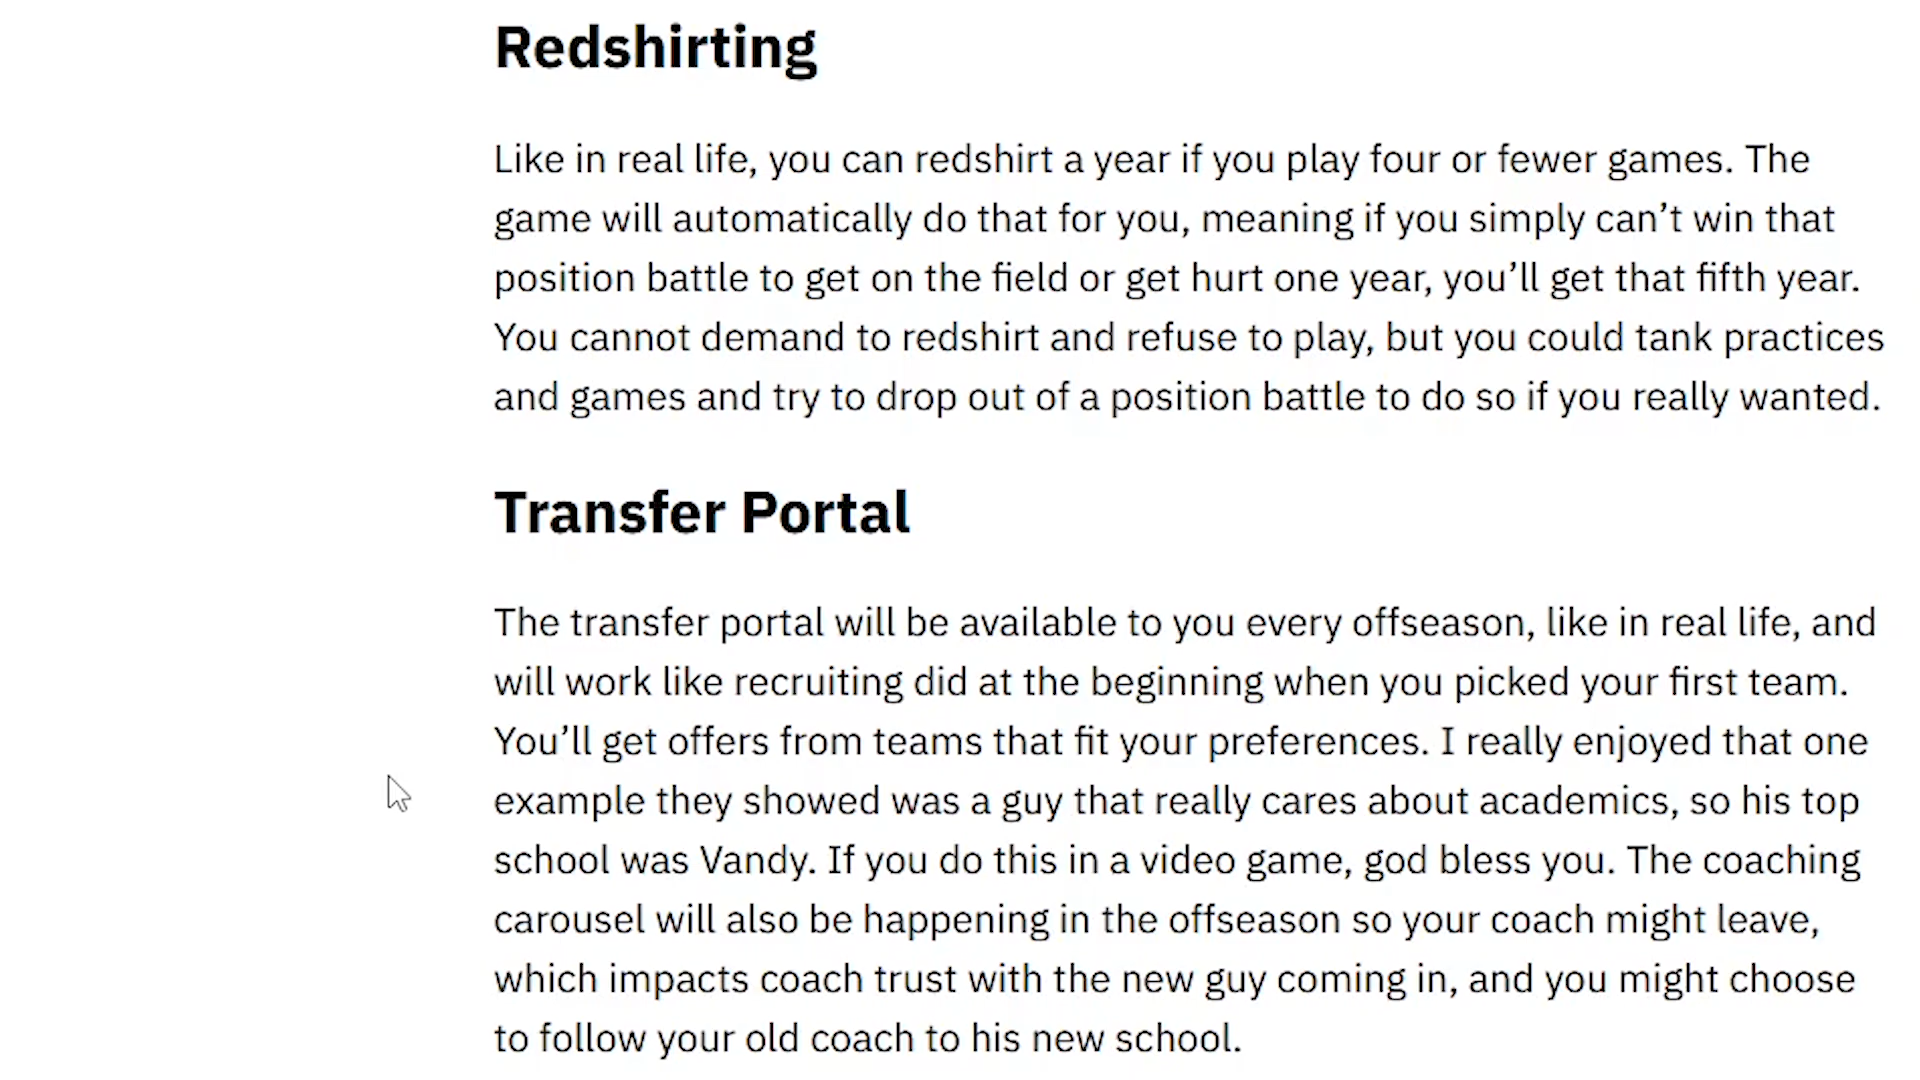 Redshirting
Like in real life, you can redshirt a year if you play four or fewer games. The
game will automatically do that for you, meaning if you simply can’t win that
position battle to get on the field or get hurt one year, you’ll get that fifth year.
You cannot demand to redshirt and refuse to play, but you could tank practices
and games and try to drop out of a position battle to do so if you really wanted.
Transfer Portal
The transfer portal will be available to you every offseason, like in real life, and
will work like recruiting did at the beginning when you picked your first team.
You’ll get offers from teams that fit your preferences. I really enjoyed that one
example they showed was a guy that really cares about academics, so his top
school was Vandy. If you do this in a video game, god bless you. The coaching
carousel will also be happening in the offseason so your coach might leave,
which impacts coach trust with the new guy coming in, and you might choose
to follow your old coach to his new school.